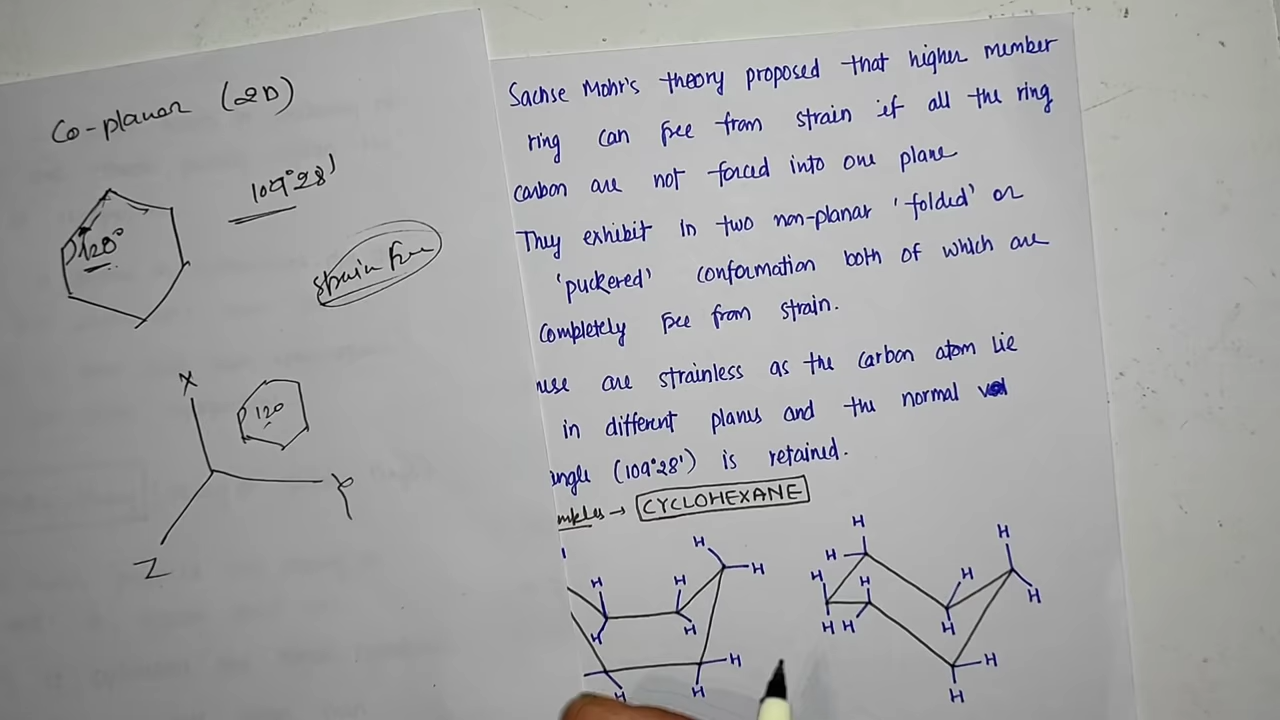 Co-planar (2D)
109°28'
120°
strain free
X
120
Y
Z
Sachse Mohr's theory proposed that higher member
ring can free from strain if all the ring
carbon are not forced into one plane
They exhibit in two non-planar 'folded' or
'puckered' conformation both of which are
Completely free from strain.
are strainless as the carbon atom lie
in different planes and the normal
angle (109°28') is retained.
→ CYCLOHEXANE
H H H H H H H H H H
H H H H H H H H H H H H